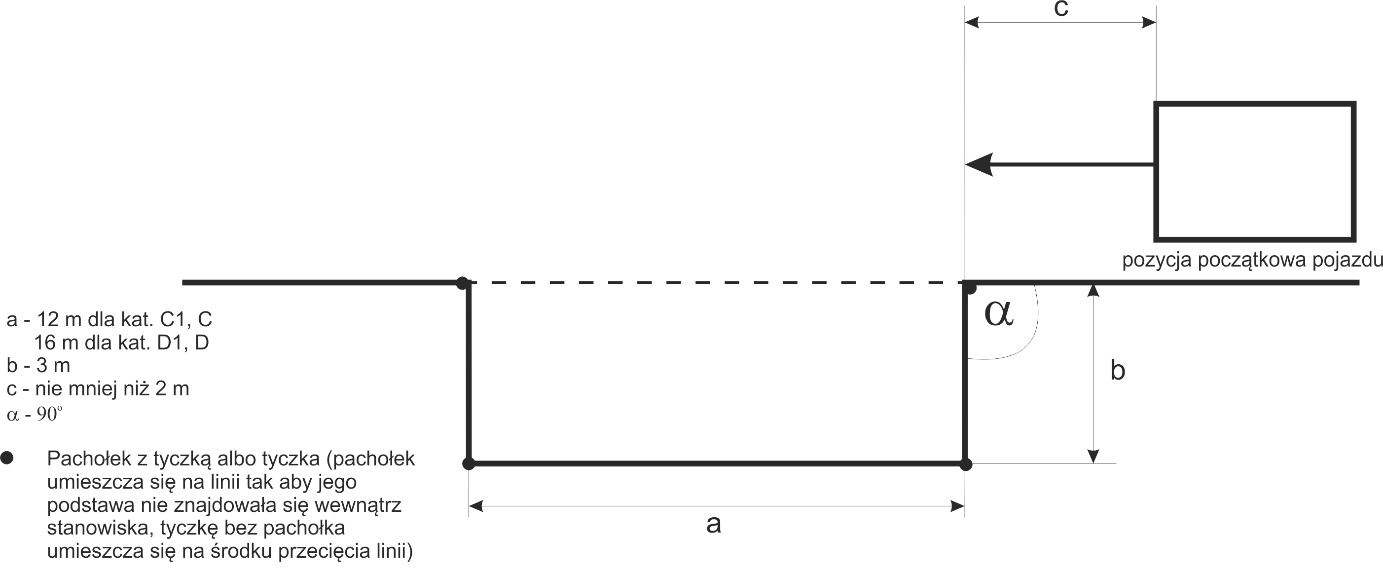 c
pozycja początkowa pojazdu
α
b
a - 12 m dla kat. C1, C
16 m dla kat. D1, D
b - 3 m
c - nie mniej niż 2 m
α - 90°
Pachołek z tyczką albo tyczka (pachołek
umieszcza się na linii tak aby jego
podstawa nie znajdowała się wewnątrz
stanowiska, tyczkę bez pachołka
umieszcza się na środku przecięcia linii)
a